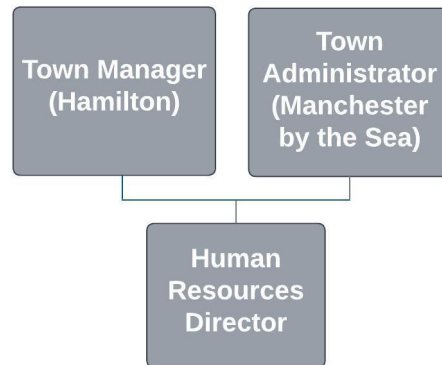 Town Manager
(Hamilton)
Town
Administrator
(Manchester
by the Sea)
Human
Resources
Director